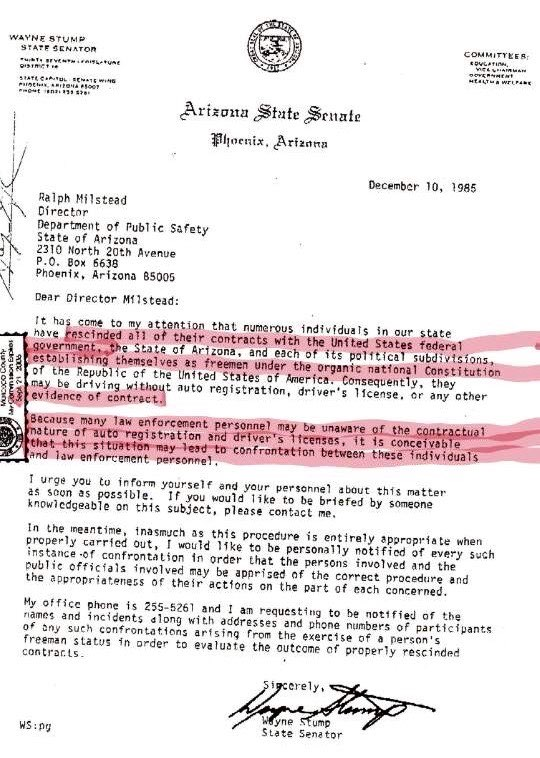 WAYNE STUMP
STATE SENATOR
THIRTY SEVENTH LEGISLATURE
STATE CAPITOL SENATE WING
PHOENIX, ARIZONA 85007
COMMITTEES:
EDUCATION,
VICE CHAIRMAN
GOVERNMENT
HEALTH & WELFARE
Arizona State Senate
Phoenix, Arizona
December 10, 1985
Ralph Milstead
Director
Department of Public Safety
State of Arizona
2310 North 20th Avenue
P.O. Box 6638
Phoenix, Arizona 85005
Dear Director Milstead:
It has come to my attention that numerous individuals in our state
have rescinded all of their contracts with the United States federal
government, the State of Arizona, and each of its political subdivisions,
establishing themselves as freemen under the organic national Constitution
of the Republic of the United States of America. Consequently, they
may be driving without auto registration, driver's license, or any other
evidence of contract.
Because many law enforcement personnel may be unaware of the contractual
nature of auto registration and driver's licenses, it is conceivable
that this situation may lead to confrontation between these individuals
and law enforcement personnel.
I urge you to inform yourself and your personnel about this matter
as soon as possible. If you would like to be briefed by someone
knowledgeable on this subject, please contact me.
In the meantime, inasmuch as this procedure is entirely appropriate when
properly carried out, I would like to be personally notified of every such
instance of confrontation in order that the persons involved and the
public officials involved may be apprised of the correct procedure and
the appropriateness of their actions on the part of each concerned.
My office phone is 255-5261 and I am requesting to be notified of the
names and incidents along with addresses and phone numbers of participants
of any such confrontations arising from the exercise of a person's
freeman status in order to evaluate the outcome of properly rescinded
contracts.
Sincerely,
Wayne Stump
Wayne Stump
State Senator
WS:pg
Maricopa County
My Commission Expires
Sept. 21, 2005